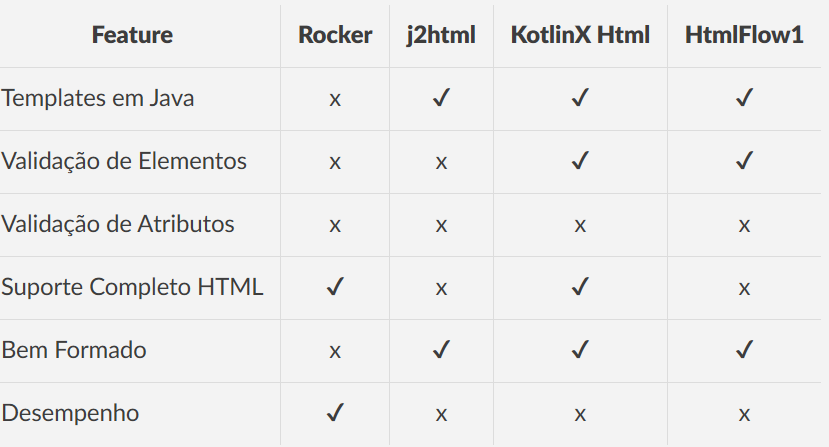 Feature Rocker j2html KotlinX Html HtmlFlow1
Templates em Java x ✓ ✓ ✓
Validação de Elementos x x ✓ ✓
Validação de Atributos x x x x
Suporte Completo HTML ✓ x ✓ x
Bem Formado x ✓ ✓ ✓
Desempenho ✓ x x x